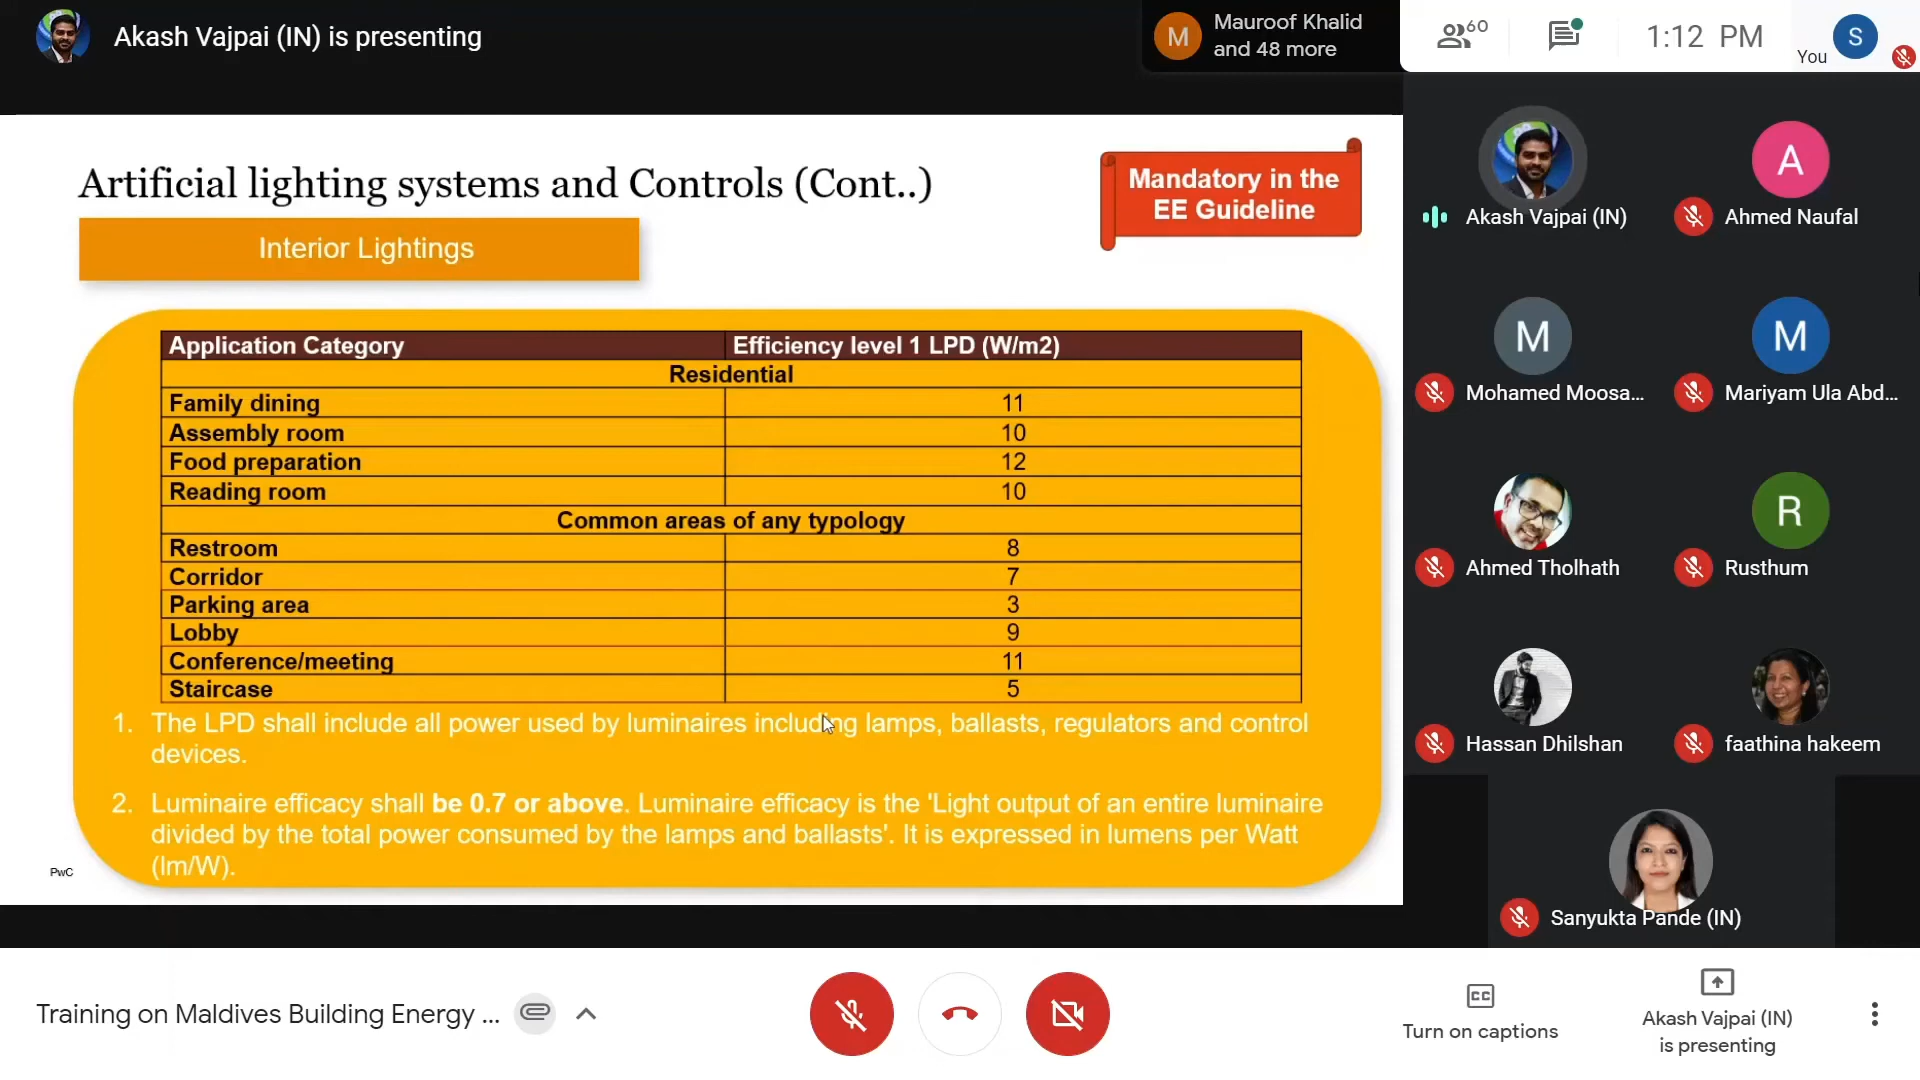 Akash Vajpai (IN) is presenting
M
Mauroof Khalid
and 48 more
60
1:12 PM
You
S
Artificial lighting systems and Controls (Cont..)
Mandatory in the
EE Guideline
Interior Lightings
Application Category Efficiency level 1 LPD (W/m2)
Residential
Family dining 11
Assembly room 10
Food preparation 12
Reading room 10
Common areas of any typology
Restroom 8
Corridor 7
Parking area 3
Lobby 9
Conference/meeting 11
Staircase 5
1. The LPD shall include all power used by luminaires including lamps, ballasts, regulators and control
devices.
2. Luminaire efficacy shall be 0.7 or above. Luminaire efficacy is the 'Light output of an entire luminaire
divided by the total power consumed by the lamps and ballasts'. It is expressed in lumens per Watt
(lm/W).
PwC
Akash Vajpai (IN)
A
Ahmed Naufal
M
Mohamed Moosa...
M
Mariyam Ula Abd...
Ahmed Tholhath
R
Rusthum
Hassan Dhilshan
faathina hakeem
Sanyukta Pande (IN)
Training on Maldives Building Energy ...
CC
Turn on captions
Akash Vajpai (IN)
is presenting